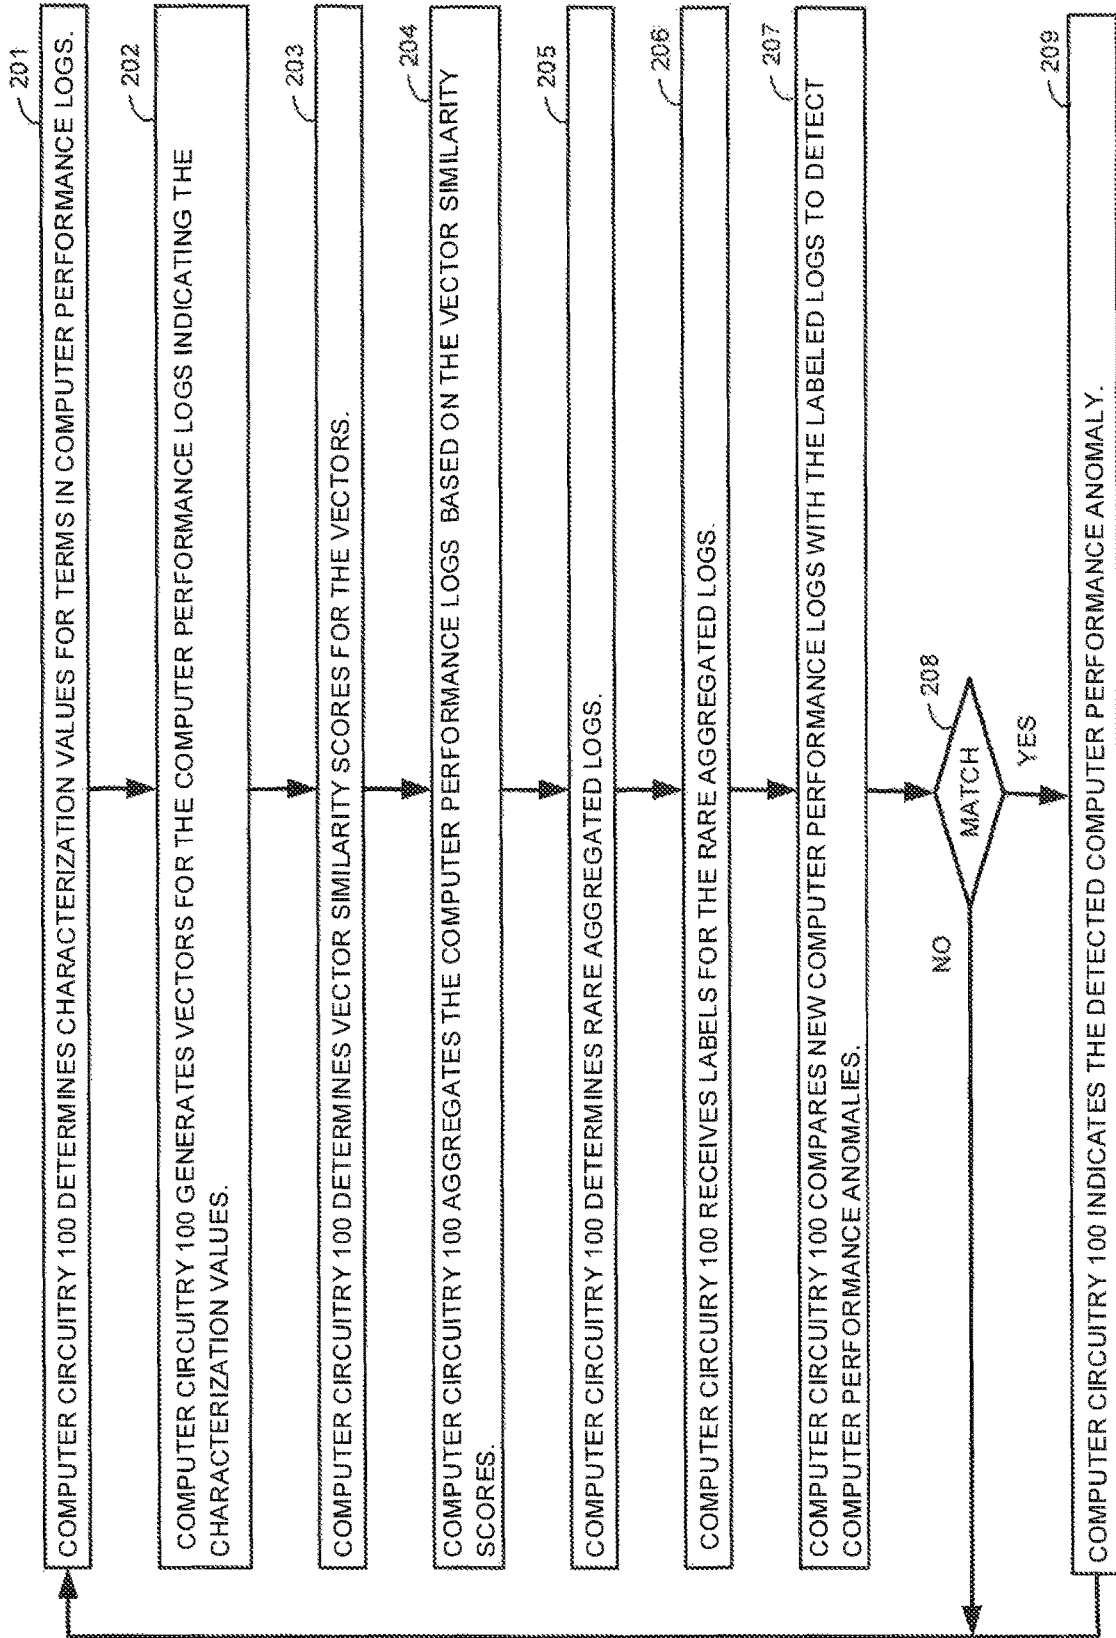 201
COMPUTER CIRCUITRY 100 DETERMINES CHARACTERIZATION VALUES FOR TERMS IN COMPUTER PERFORMANCE LOGS.
202
COMPUTER CIRCUITRY 100 GENERATES VECTORS FOR THE COMPUTER PERFORMANCE LOGS INDICATING THE
CHARACTERIZATION VALUES.
203
COMPUTER CIRCUITRY 100 DETERMINES VECTOR SIMILARITY SCORES FOR THE VECTORS.
204
COMPUTER CIRCUITRY 100 AGGREGATES THE COMPUTER PERFORMANCE LOGS BASED ON THE VECTOR SIMILARITY
SCORES.
205
COMPUTER CIRCUITRY 100 DETERMINES RARE AGGREGATED LOGS.
206
COMPUTER CIRCUIRY 100 RECEIVES LABELS FOR THE RARE AGGREGATED LOGS.
207
COMPUTER CIRCUITRY 100 COMPARES NEW COMPUTER PERFORMANCE LOGS WITH THE LABELED LOGS TO DETECT
COMPUTER PERFORMANCE ANOMALIES.
208
MATCH
NO
YES
209
COMPUTER CIRCUITRY 100 INDICATES THE DETECTED COMPUTER PERFORMANCE ANOMALY.